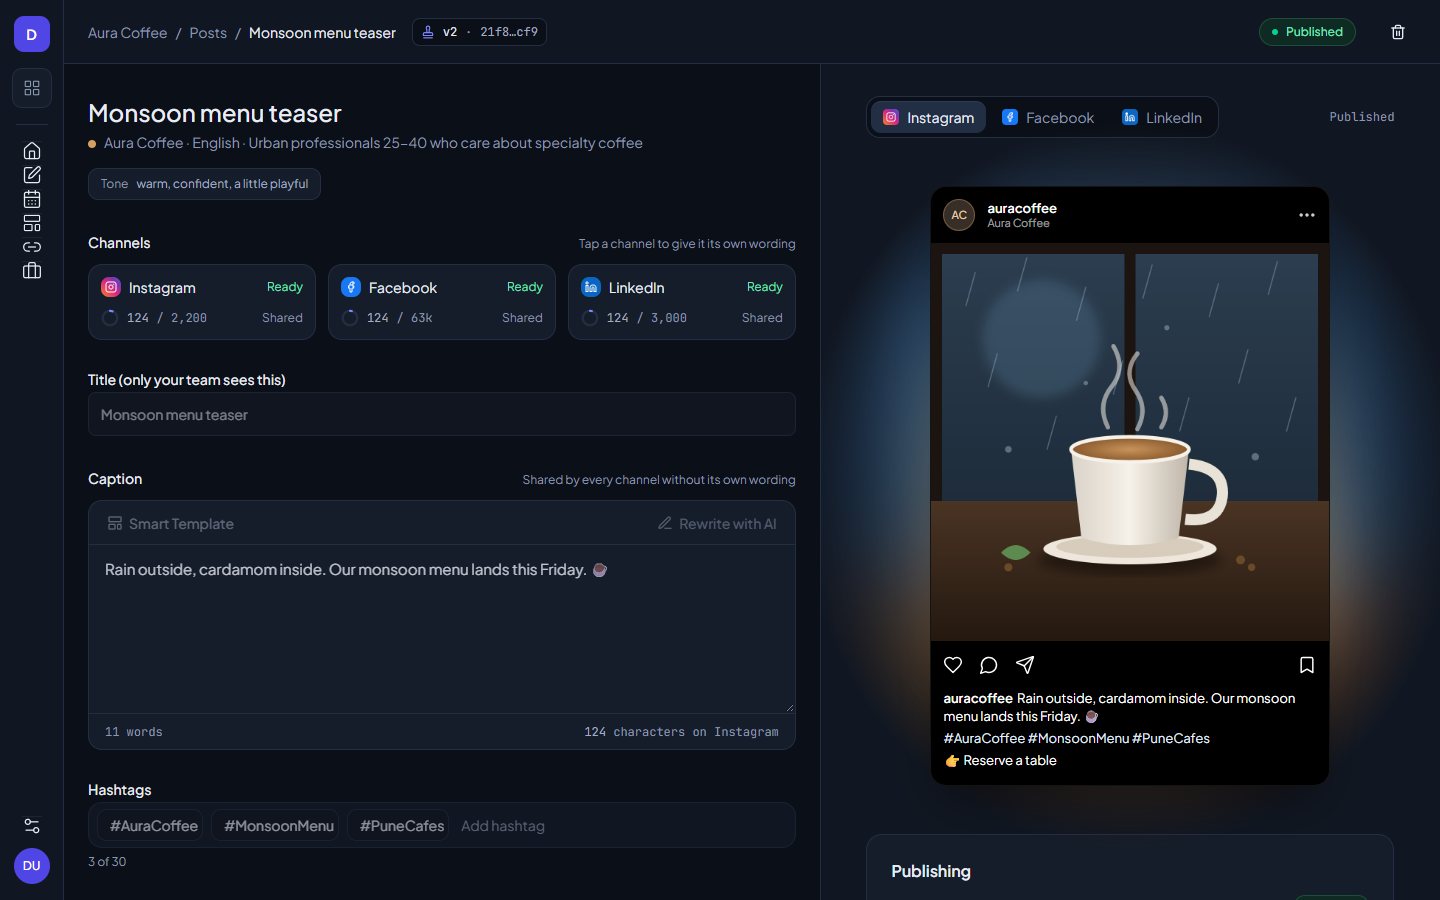 D
Aura Coffee / Posts / Monsoon menu teaser
v2 · 21f8…cf9
Published
Monsoon menu teaser
Aura Coffee · English · Urban professionals 25–40 who care about specialty coffee
Tone warm, confident, a little playful
Channels
Tap a channel to give it its own wording
Instagram Ready
124 / 2,200 Shared
Facebook Ready
124 / 63k Shared
LinkedIn Ready
124 / 3,000 Shared
Title (only your team sees this)
Monsoon menu teaser
Caption
Shared by every channel without its own wording
Smart Template
Rewrite with AI
Rain outside, cardamom inside. Our monsoon menu lands this Friday.
11 words
124 characters on Instagram
Hashtags
#AuraCoffee #MonsoonMenu #PuneCafes Add hashtag
3 of 30
DU
Instagram Facebook LinkedIn
Published
AC
auracoffee
Aura Coffee
auracoffee Rain outside, cardamom inside. Our monsoon
menu lands this Friday.
#AuraCoffee #MonsoonMenu #PuneCafes
👉 Reserve a table
Publishing